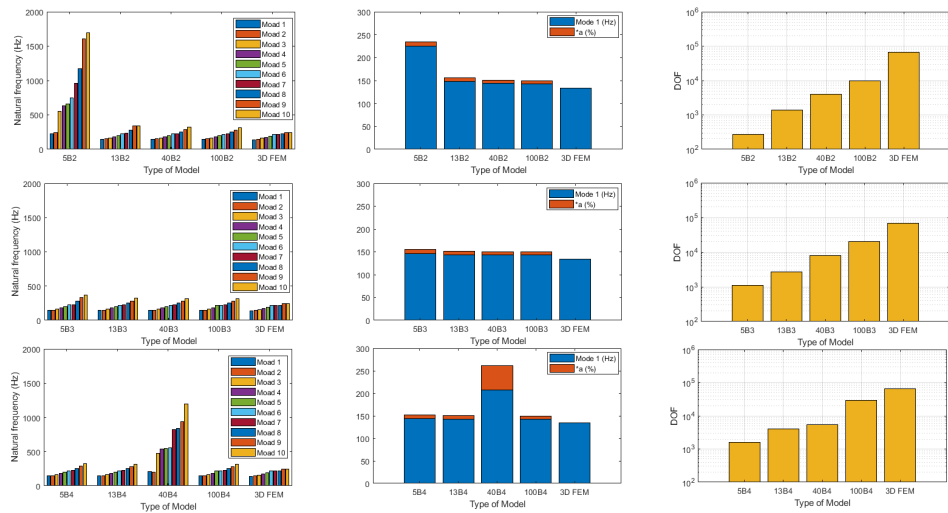 2000
1500
1000
500
0
Natural frequency (Hz)
5B2 13B2 40B2 100B2 3D FEM
Type of Model
Moad 1
Moad 2
Moad 3
Moad 4
Moad 5
Moad 6
Moad 7
Moad 8
Moad 9
Moad 10
300
250
200
150
100
50
0
5B2 13B2 40B2 100B2 3D FEM
Type of Model
Mode 1 (Hz)
*a (%)
10^6
10^5
10^4
10^3
10^2
DOF
5B2 13B2 40B2 100B2 3D FEM
Type of Model
2000
1500
1000
500
0
Natural frequency (Hz)
5B3 13B3 40B3 100B3 3D FEM
Type of Model
Moad 1
Moad 2
Moad 3
Moad 4
Moad 5
Moad 6
Moad 7
Moad 8
Moad 9
Moad 10
300
250
200
150
100
50
0
5B3 13B3 40B3 100B3 3D FEM
Type of Model
Mode 1 (Hz)
*a (%)
10^6
10^5
10^4
10^3
10^2
DOF
5B3 13B3 40B3 100B3 3D FEM
Type of Model
2000
1500
1000
500
0
Natural frequency (Hz)
5B4 13B4 40B4 100B4 3D FEM
Type of Model
Moad 1
Moad 2
Moad 3
Moad 4
Moad 5
Moad 6
Moad 7
Moad 8
Moad 9
Moad 10
300
250
200
150
100
50
0
5B4 13B4 40B4 100B4 3D FEM
Type of Model
Mode 1 (Hz)
*a (%)
10^6
10^5
10^4
10^3
10^2
DOF
5B4 13B4 40B4 100B4 3D FEM
Type of Model